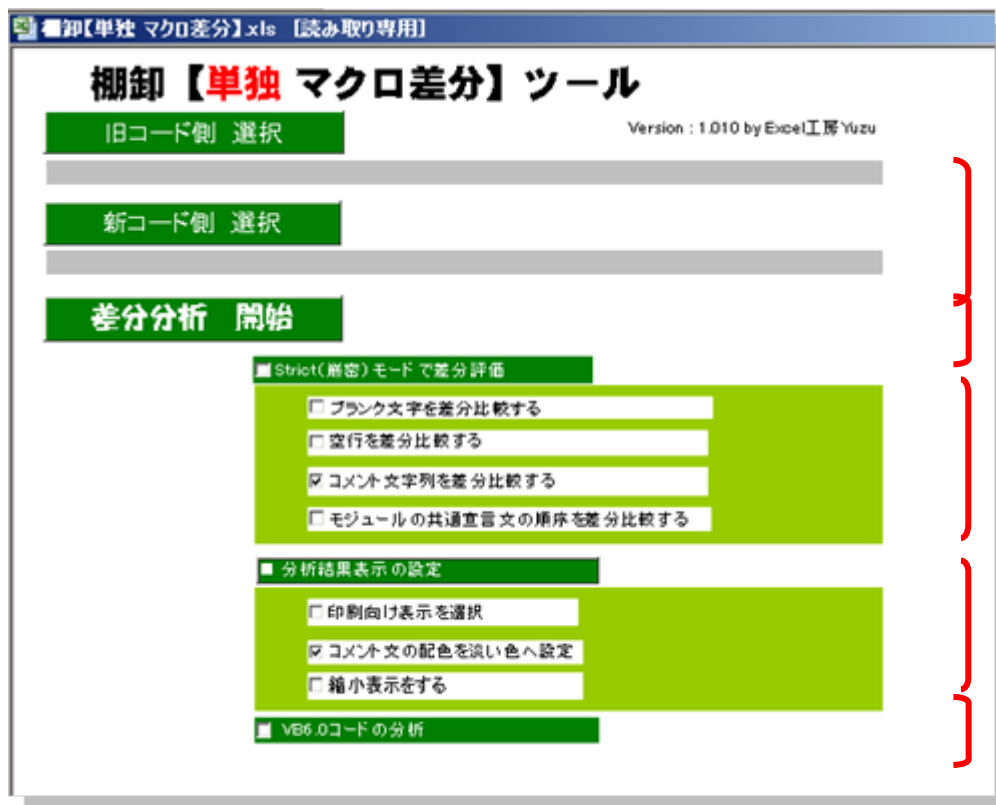 棚卸【単独 マクロ差分】.xls [読み取り専用]
棚卸【単独 マクロ差分】ツール
旧コード側 選択
Version : 1.010 by Excel工房Yuzu
新コード側 選択
差分分析 開始
Strict(厳密)モードで差分評価
ブランク文字を差分比較する
空行を差分比較する
コメント文字列を差分比較する
モジュールの共通宣言文の順序を差分比較する
■ 分析結果表示の設定
印刷向け表示を選択
コメント文の配色を淡い色へ設定
縮小表示をする
VB6.0コードの分析